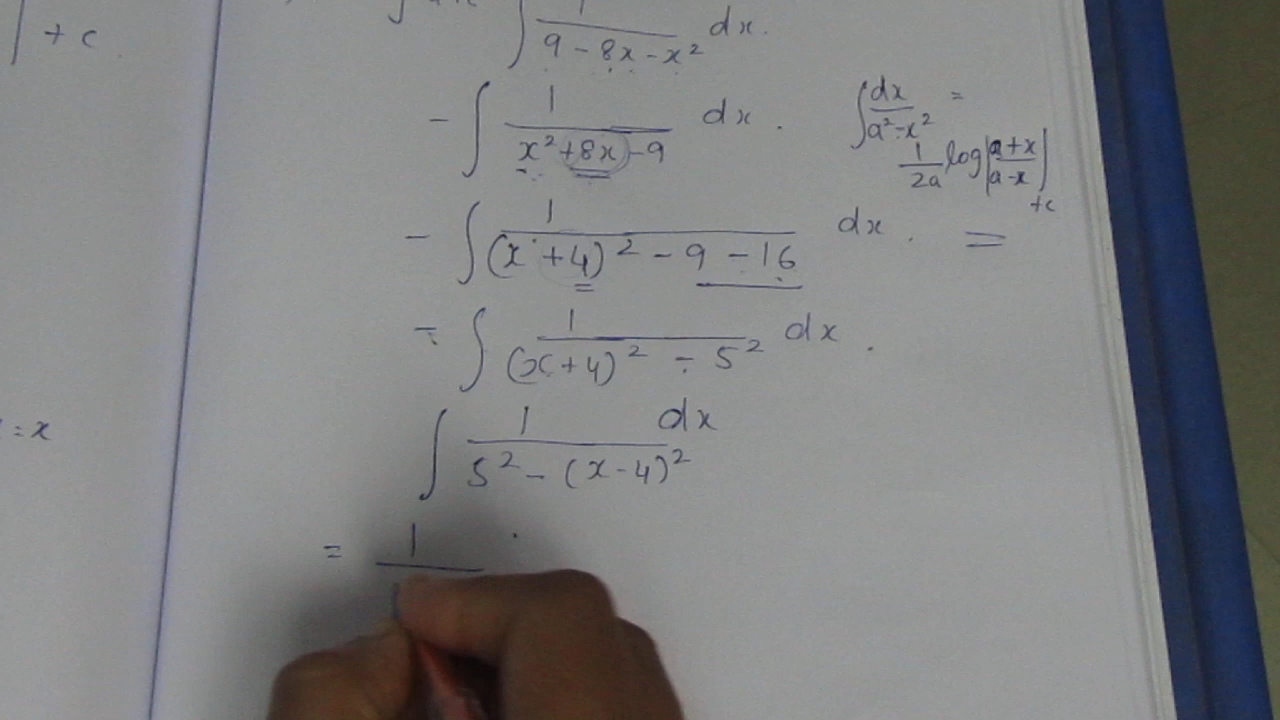 | + c
∫ 1/(9 - 8x - x²) dx.
- ∫ 1/(x² + 8x - 9) dx.
∫ dx/(a² - x²) =
1/2a log |a+x/a-x|
+c
- ∫ 1/((x + 4)² - 9 - 16) dx. =
- ∫ 1/((x+4)² - 5²) dx.
= x
∫ 1/(5² - (x-4)²) dx
= 1